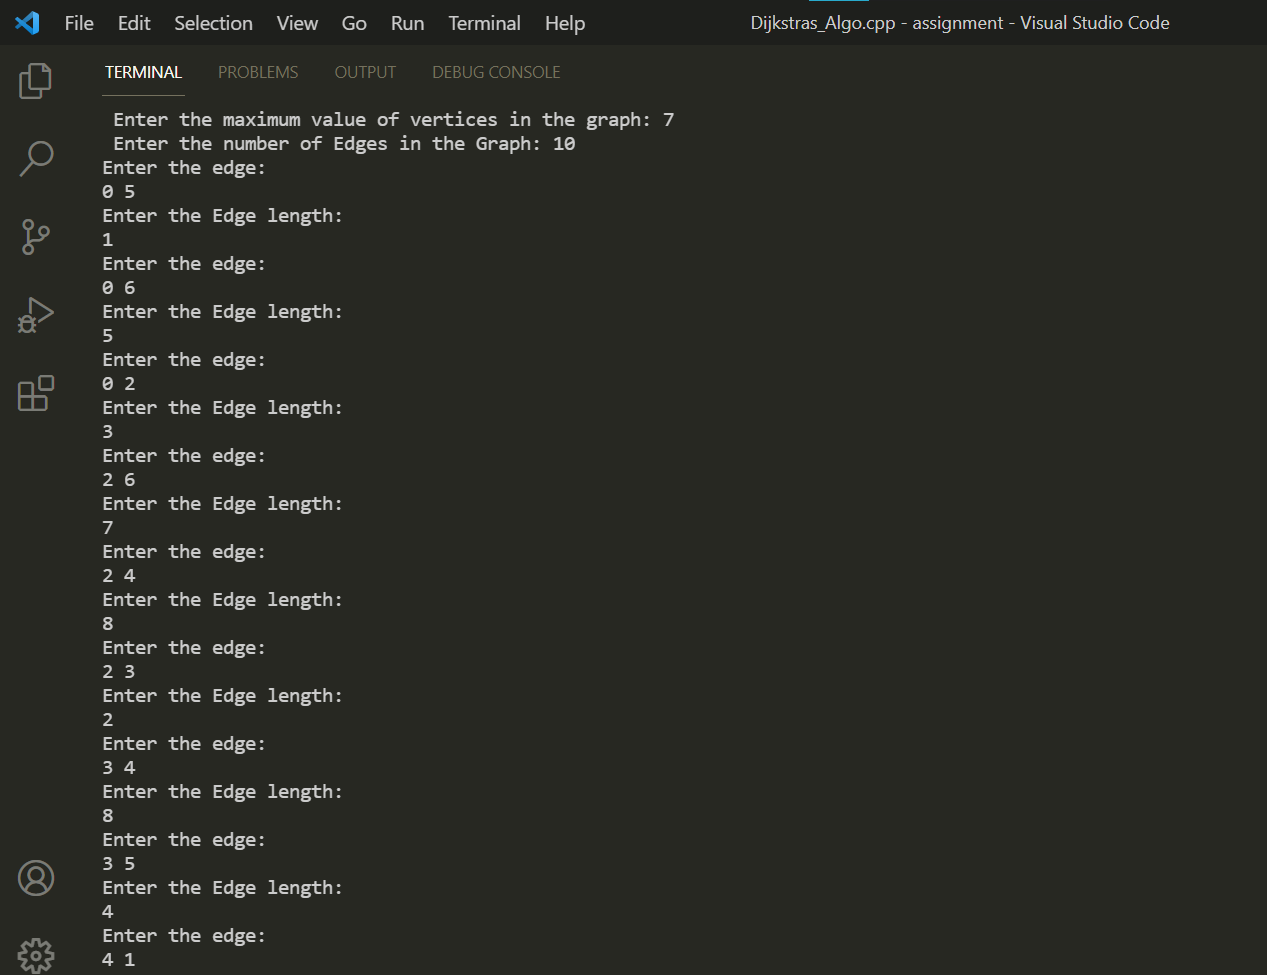 File Edit Selection View Go Run Terminal Help Dijkstras_Algo.cpp - assignment - Visual Studio Code
TERMINAL PROBLEMS OUTPUT DEBUG CONSOLE
Enter the maximum value of vertices in the graph: 7
Enter the number of Edges in the Graph: 10
Enter the edge:
0 5
Enter the Edge length:
1
Enter the edge:
0 6
Enter the Edge length:
5
Enter the edge:
0 2
Enter the Edge length:
3
Enter the edge:
2 6
Enter the Edge length:
7
Enter the edge:
2 4
Enter the Edge length:
8
Enter the edge:
2 3
Enter the Edge length:
2
Enter the edge:
3 4
Enter the Edge length:
8
Enter the edge:
3 5
Enter the Edge length:
4
Enter the edge:
4 1